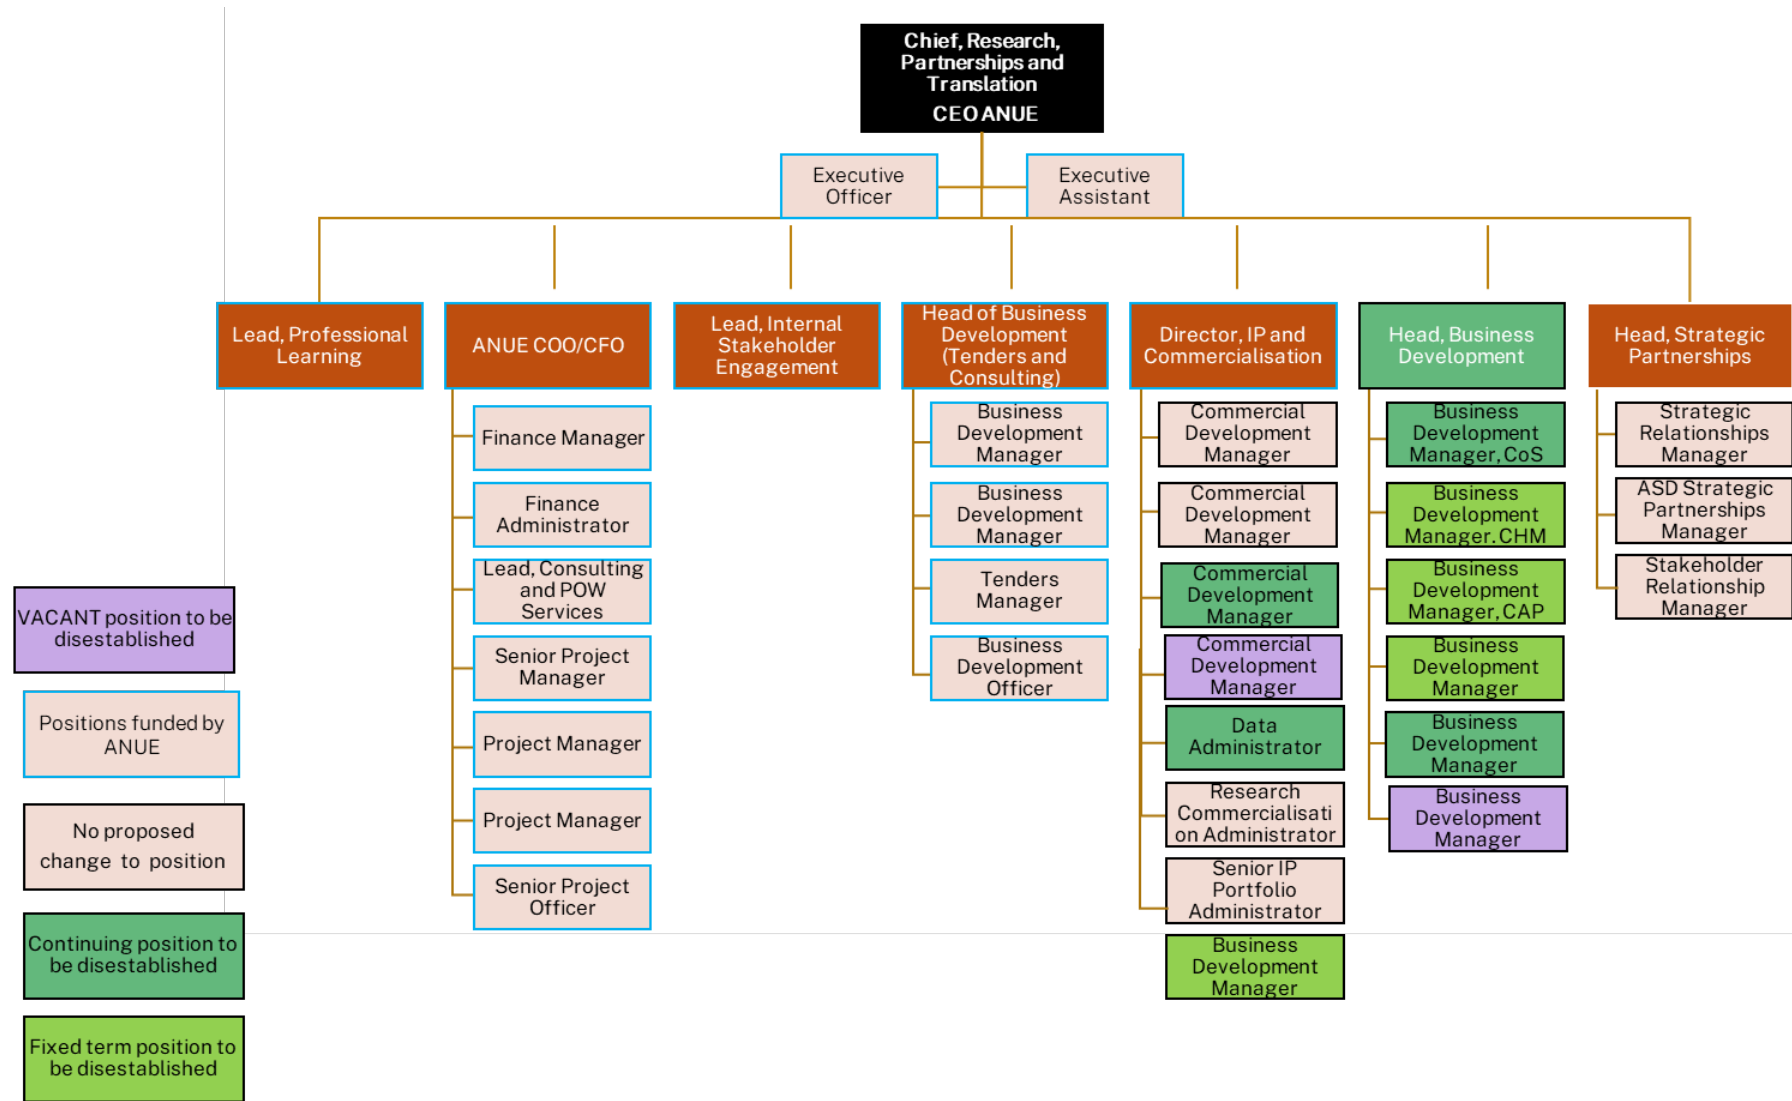 Chief, Research,
Partnerships and
Translation
CEO ANUE
Executive
Officer
Executive
Assistant
Lead, Professional
Learning
ANUE COO/CFO
Finance Manager
Finance
Administrator
Lead, Consulting
and POW
Services
Senior Project
Manager
Project Manager
Project Manager
Senior Project
Officer
Lead, Internal
Stakeholder
Engagement
Head of Business
Development
(Tenders and
Consulting)
Business
Development
Manager
Business
Development
Manager
Tenders
Manager
Business
Development
Officer
Director, IP and
Commercialisation
Commercial
Development
Manager
Commercial
Development
Manager
Commercial
Development
Manager
Commercial
Development
Manager
Data
Administrator
Research
Commercialisati
on Administrator
Senior IP
Portfolio
Administrator
Business
Development
Manager
Head, Business
Development
Business
Development
Manager, CoS
Business
Development
Manager. CHM
Business
Development
Manager, CAP
Business
Development
Manager
Business
Development
Manager
Business
Development
Manager
Head, Strategic
Partnerships
Strategic
Relationships
Manager
ASD Strategic
Partnerships
Manager
Stakeholder
Relationship
Manager
VACANT position to be
disestablished
Positions funded by
ANUE
No proposed
change to position
Continuing position to
be disestablished
Fixed term position to
be disestablished